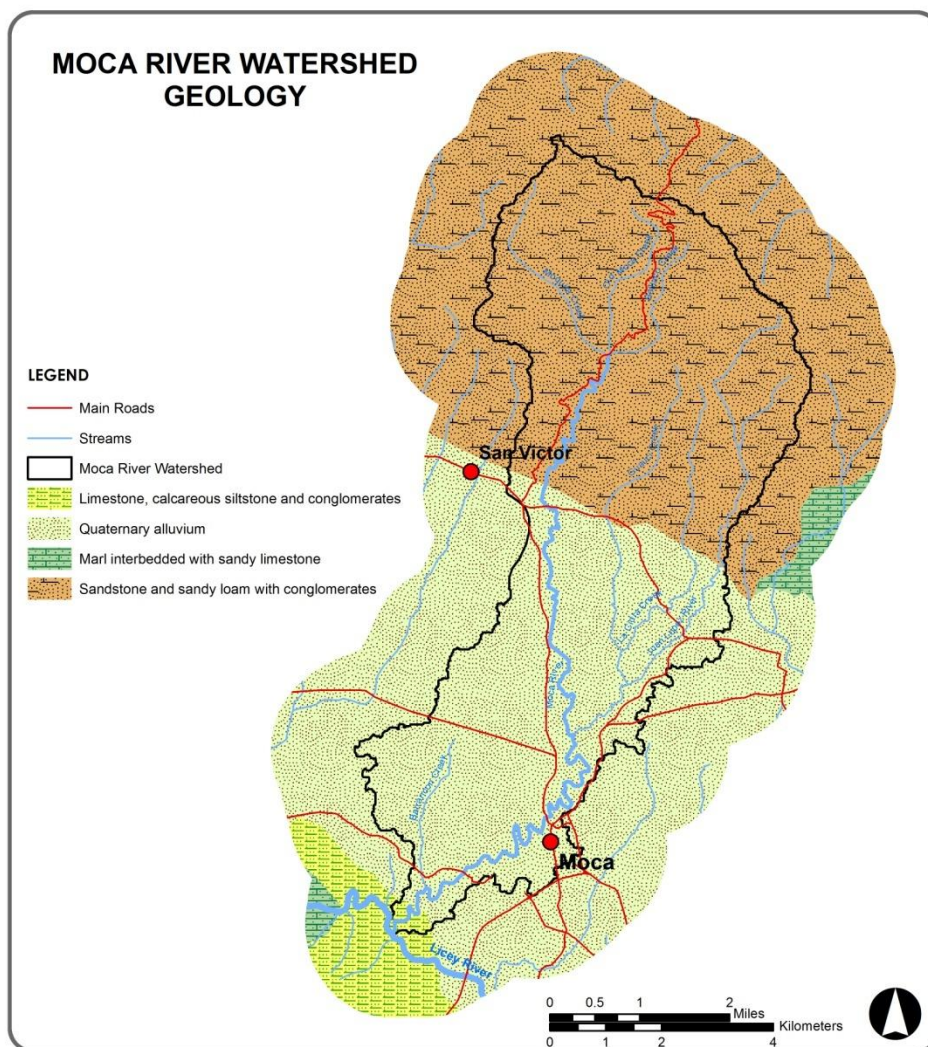 MOCA RIVER WATERSHED
GEOLOGY
LEGEND
Main Roads
Streams
Moca River Watershed
Limestone, calcareous siltstone and conglomerates
Quaternary alluvium
Marl interbedded with sandy limestone
Sandstone and sandy loam with conglomerates
San Victor
Moca River
Moca
Licey River
0 0.5 1 2
Miles
Kilometers
0 1 2 4